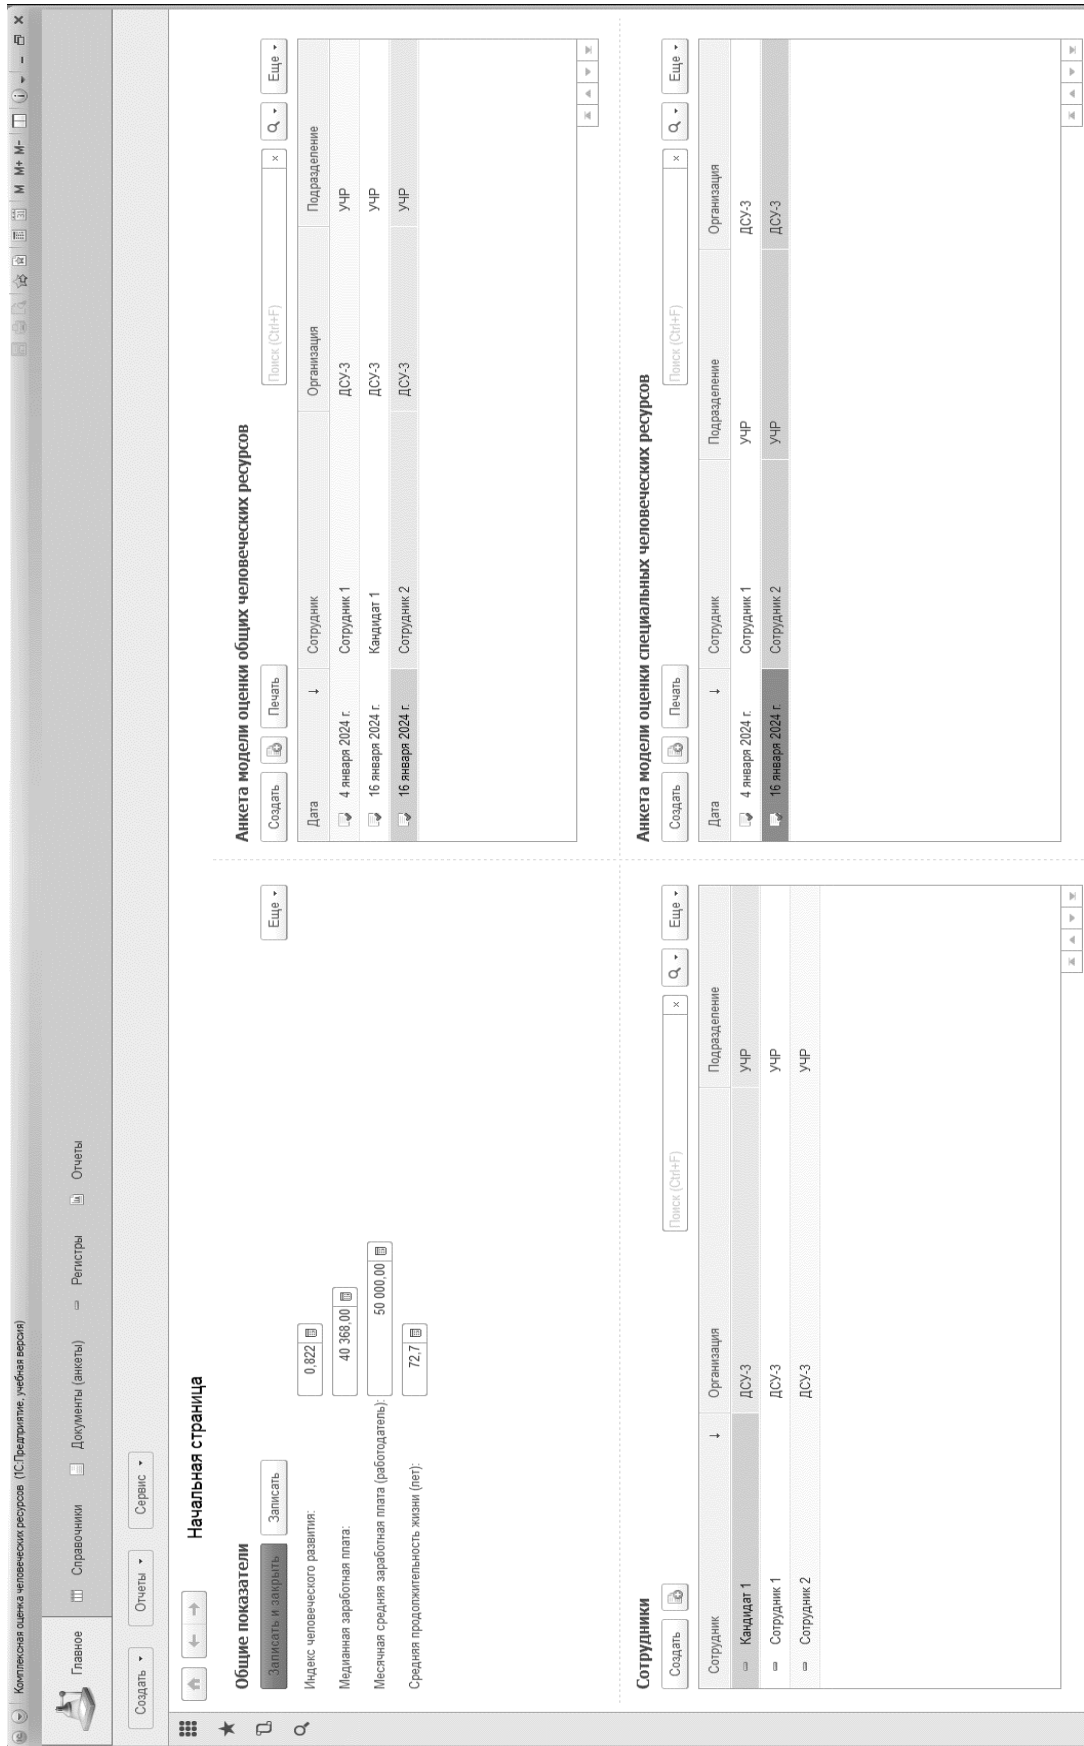 Комплексная оценка человеческих ресурсов (1С:Предприятие, учебная версия)
M M+ M-
Главное
Справочники
Документы (анкеты)
Регистры
Отчеты
Создать
Отчеты
Сервис
Начальная страница
Общие показатели
Записать и закрыть
Записать
Еще
Индекс человеческого развития: 0,822
Медианная заработная плата: 40 368,00
Месячная средняя заработная плата (работодатель): 50 000,00
Средняя продолжительность жизни (лет): 72,7
Анкета модели оценки общих человеческих ресурсов
Создать
Печать
Поиск (Ctrl+F)
×
Еще
Дата ↓ Сотрудник Организация Подразделение
4 января 2024 г. Сотрудник 1 ДСУ-3 УЧР
16 января 2024 г. Кандидат 1 ДСУ-3 УЧР
16 января 2024 г. Сотрудник 2 ДСУ-3 УЧР
Сотрудники
Создать
Поиск (Ctrl+F)
×
Еще
Сотрудник ↓ Организация Подразделение
Кандидат 1 ДСУ-3 УЧР
Сотрудник 1 ДСУ-3 УЧР
Сотрудник 2 ДСУ-3 УЧР
Анкета модели оценки специальных человеческих ресурсов
Создать
Печать
Поиск (Ctrl+F)
×
Еще
Дата ↓ Сотрудник Подразделение Организация
4 января 2024 г. Сотрудник 1 УЧР ДСУ-3
16 января 2024 г. Сотрудник 2 УЧР ДСУ-3